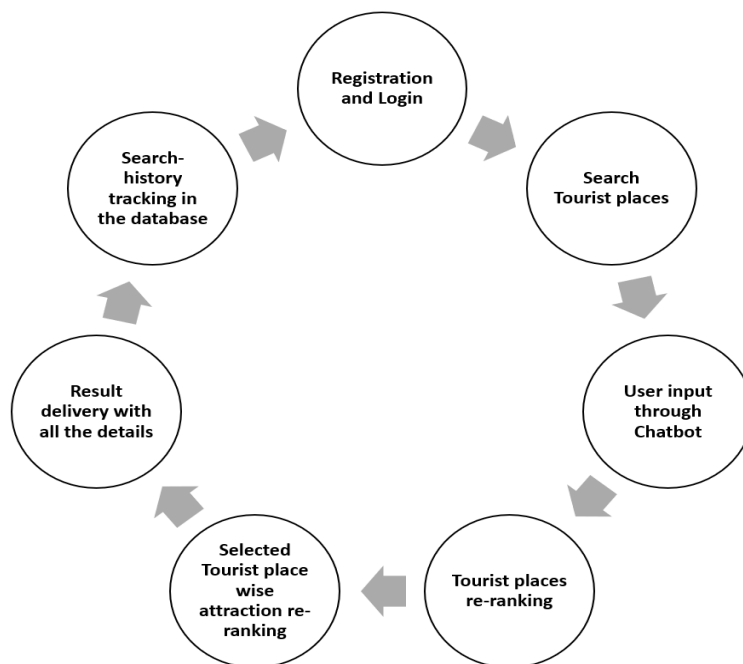 Registration
and Login
Search
Tourist places
User input
through
Chatbot
Tourist places
re-ranking
Selected
Tourist place
wise
attraction re-
ranking
Result
delivery with
all the details
Search-
history
tracking in
the database